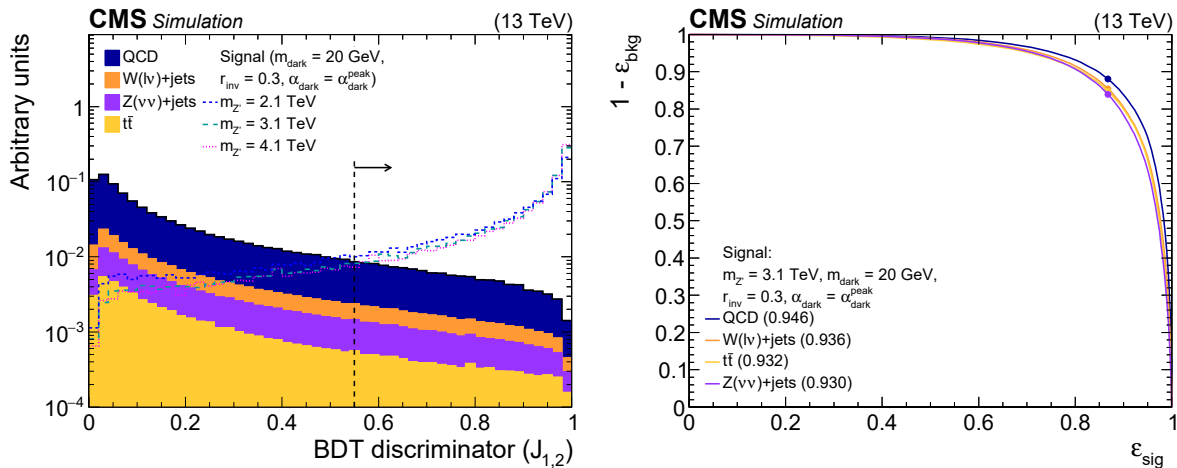 CMS Simulation (13 TeV)
Arbitrary units
QCD
W(lν)+jets
Z(νν)+jets
tt̄
Signal (m_dark = 20 GeV,
r_inv = 0.3, α_dark = α_dark^peak)
m_Z' = 2.1 TeV
m_Z' = 3.1 TeV
m_Z' = 4.1 TeV
1
10^−1
10^−2
10^−3
10^−4
0 0.2 0.4 0.6 0.8 1
BDT discriminator (J_1,2)
CMS Simulation (13 TeV)
1 - ε_bkg
1
0.9
0.8
0.7
0.6
0.5
0.4
0.3
0.2
0.1
0
Signal:
m_Z' = 3.1 TeV, m_dark = 20 GeV,
r_inv = 0.3, α_dark = α_dark^peak
QCD (0.946)
W(lν)+jets (0.936)
tt̄ (0.932)
Z(νν)+jets (0.930)
0 0.2 0.4 0.6 0.8 1
ε_sig